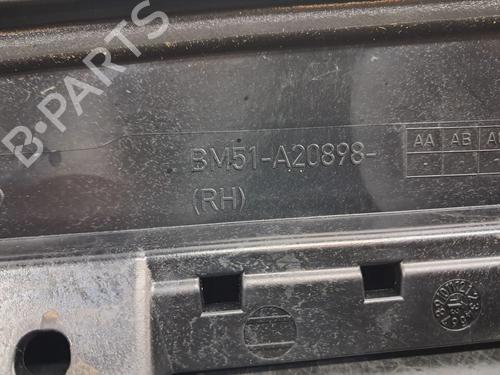 B-PARTS
BM51-A20898-
(RH)
AA AB
- -